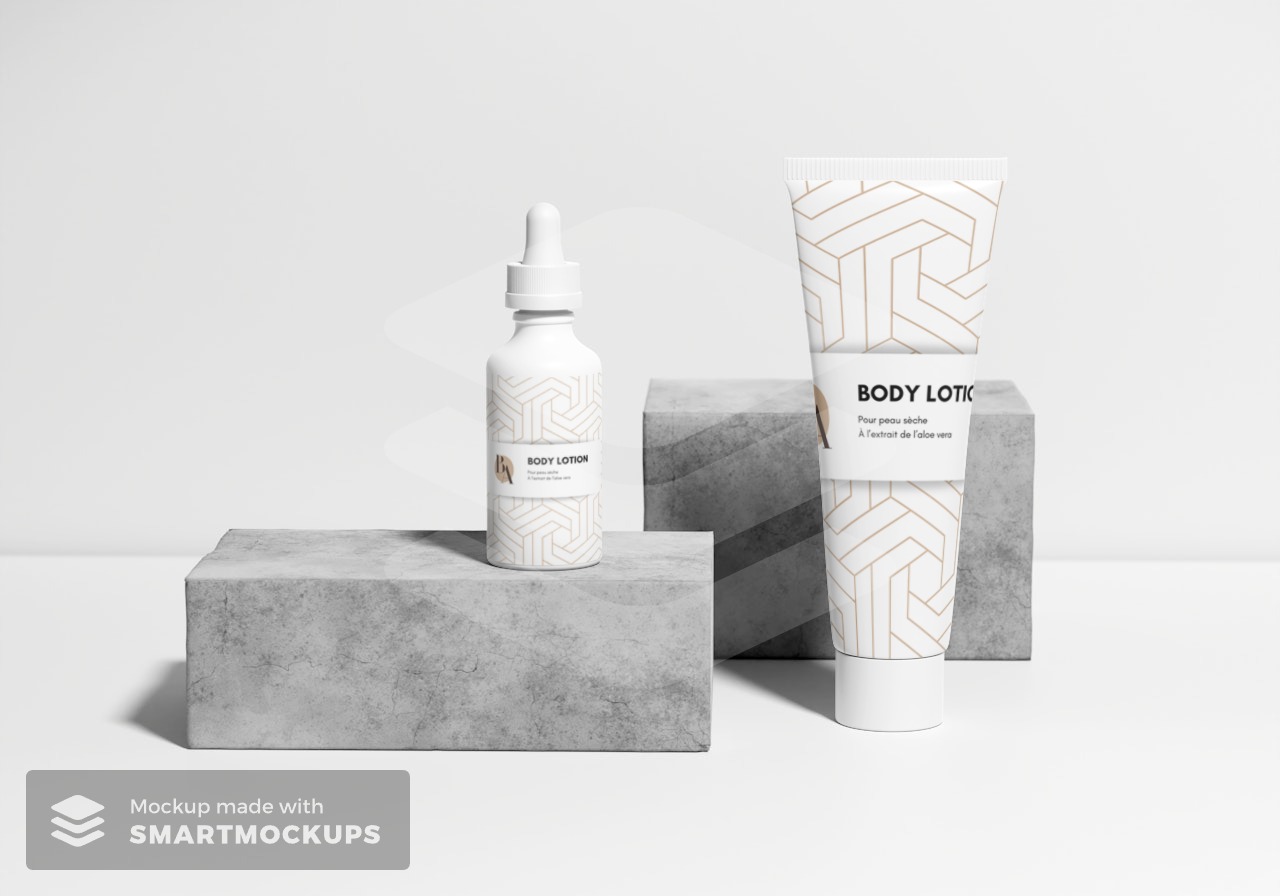 BA
BODY LOTION
Pour peau sèche
À l'extrait de l'aloe vera
A
BODY LOTIO
Pour peau sèche
À l'extrait de l'aloe vera
Mockup made with
SMARTMOCKUPS